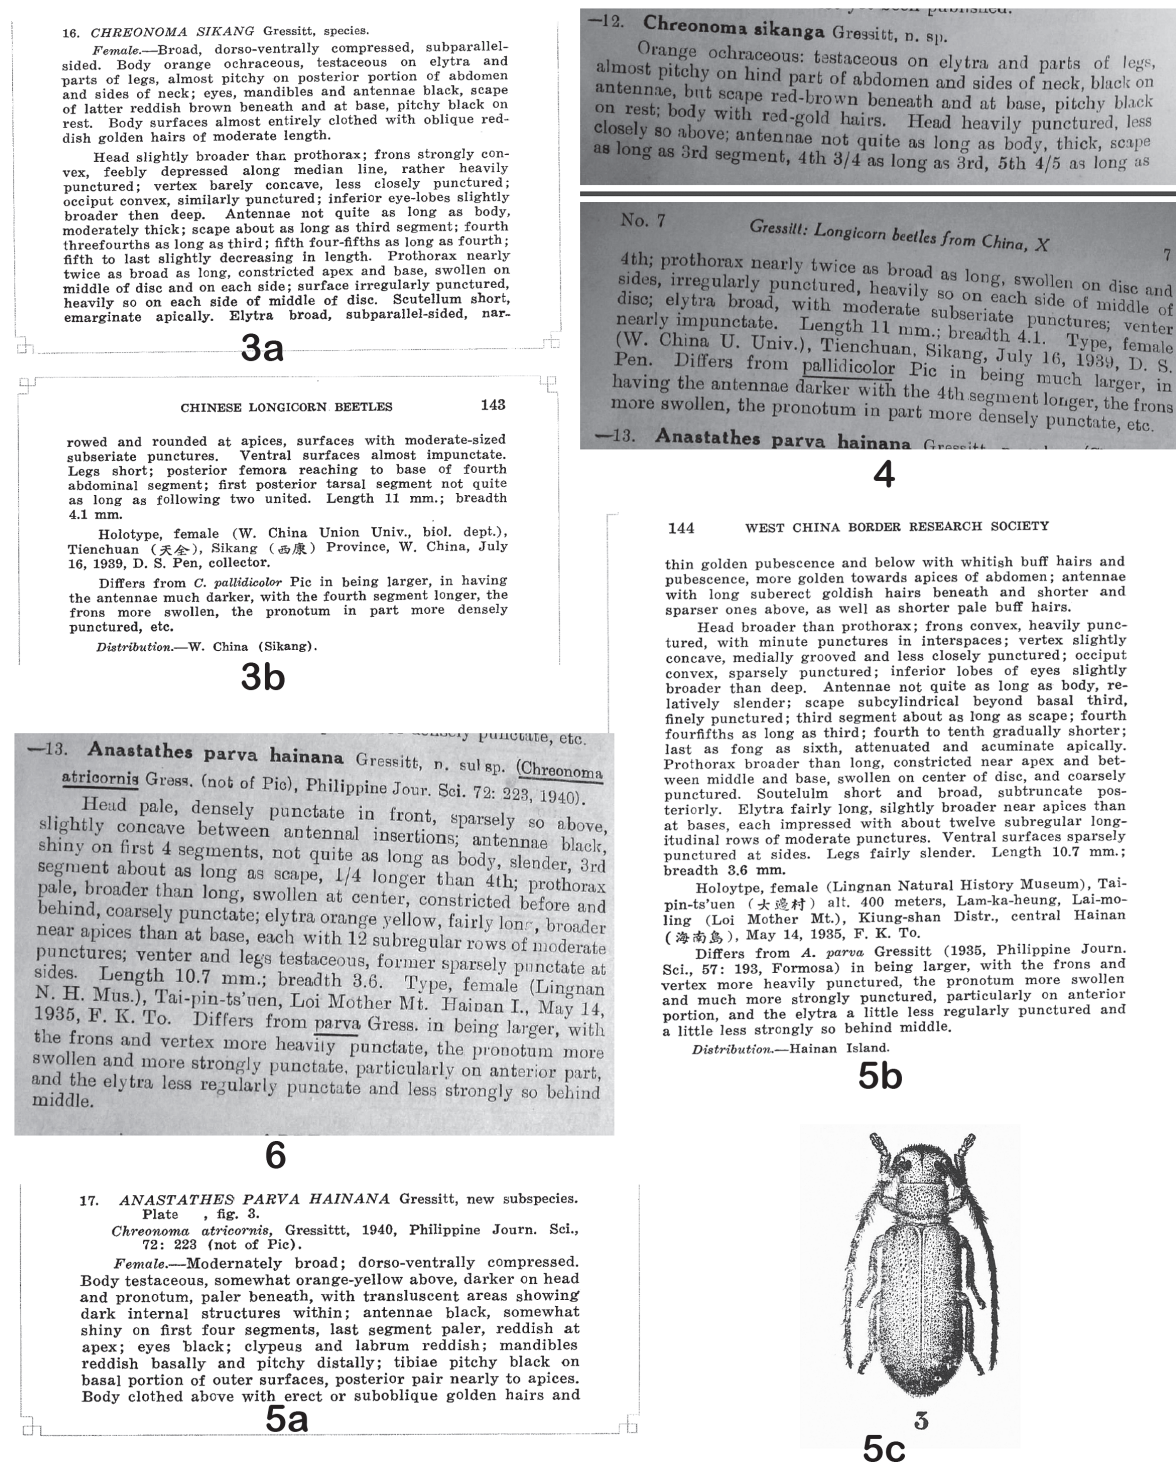 16. CHREONOMA SIKANG Gressitt, species.
Female.—Broad, dorso-ventrally compressed, subparallel-
sided. Body orange ochraceous, testaceous on elytra and
parts of legs, almost pitchy on posterior portion of abdomen
and sides of neck; eyes, mandibles and antennae black, scape
of latter reddish brown beneath and at base, pitchy black on
rest. Body surfaces almost entirely clothed with oblique red-
dish golden hairs of moderate length.
Head slightly broader than prothorax; frons strongly con-
vex, feebly depressed along median line, rather heavily
punctured; vertex barely concave, less closely punctured;
occiput convex, similarly punctured; inferior eye-lobes slightly
broader then deep. Antennae not quite as long as body,
moderately thick; scape about as long as third segment; fourth
threefourths as long as third; fifth four-fifths as long as fourth;
fifth to last slightly decreasing in length. Prothorax nearly
twice as broad as long, constricted apex and base, swollen on
middle of disc and on each side; surface irregularly punctured,
heavily so on each side of middle of disc. Scutellum short,
emarginate apically. Elytra broad, subparallel-sided, nar-
3a
CHINESE LONGICORN BEETLES 143
rowed and rounded at apices, surfaces with moderate-sized
subseriate punctures. Ventral surfaces almost impunctate.
Legs short; posterior femora reaching to base of fourth
abdominal segment; first posterior tarsal segment not quite
as long as following two united. Length 11 mm.; breadth
4.1 mm.
Holotype, female (W. China Union Univ., biol. dept.),
Tienchuan (天全), Sikang (西康) Province, W. China, July
16, 1939, D. S. Pen, collector.
Differs from C. pallidicolor Pic in being larger, in having
the antennae much darker, with the fourth segment longer, the
frons more swollen, the pronotum in part more densely
punctured, etc.
Distribution.—W. China (Sikang).
3b
—12. Chreonoma sikanga Gressitt, n. sp.
Orange ochraceous: testaceous on elytra and parts of legs,
almost pitchy on hind part of abdomen and sides of neck, black on
antennae, but scape red-brown beneath and at base, pitchy black
on rest; body with red-gold hairs. Head heavily punctured, less
closely so above; antennae not quite as long as body, thick, scape
as long as 3rd segment, 4th 3/4 as long as 3rd, 5th 4/5 as long as
No. 7 Gressitt: Longicorn beetles from China, X 7
4th; prothorax nearly twice as broad as long, swollen on disc and
sides, irregularly punctured, heavily so on each side of middle of
disc; elytra broad, with moderate subseriate punctures; venter
nearly impunctate. Length 11 mm.; breadth 4.1. Type, female
(W. China U. Univ.), Tienchuan, Sikang, July 16, 1939, D. S.
Pen. Differs from pallidicolor Pic in being much larger, in
having the antennae darker with the 4th segment longer, the frons
more swollen, the pronotum in part more densely punctate, etc.
—13. Anastathes parva hainana
4
punctate, etc.
—13. Anastathes parva hainana Gressitt, n. sul sp. (Chreonoma
atricornis Gress. (not of Pic), Philippine Jour. Sci. 72: 223, 1940).
Head pale, densely punctate in front, sparsely so above,
slightly concave between antennal insertions; antennae black,
shiny on first 4 segments, not quite as long as body, slender, 3rd
segment about as long as scape, 1/4 longer than 4th; prothorax
pale, broader than long, swollen at center, constricted before and
behind, coarsely punctate; elytra orange yellow, fairly long, broader
near apices than at base, each with 12 subregular rows of moderate
punctures; venter and legs testaceous, former sparsely punctate at
sides. Length 10.7 mm.; breadth 3.6. Type, female (Lingnan
N. H. Mus.), Tai-pin-ts'uen, Loi Mother Mt. Hainan I., May 14,
1935, F. K. To. Differs from parva Gress. in being larger, with
the frons and vertex more heavily punctate, the pronotum more
swollen and more strongly punctate, particularly on anterior part,
and the elytra less regularly punctate and less strongly so behind
middle.
6
17. ANASTATHES PARVA HAINANA Gressitt, new subspecies.
Plate , fig. 3.
Chreonoma atricornis, Gressittt, 1940, Philippine Journ. Sci.,
72: 223 (not of Pic).
Female.—Modernately broad; dorso-ventrally compressed.
Body testaceous, somewhat orange-yellow above, darker on head
and pronotum, paler beneath, with transluscent areas showing
dark internal structures within; antennae black, somewhat
shiny on first four segments, last segment paler, reddish at
apex; eyes black; clypeus and labrum reddish; mandibles
reddish basally and pitchy distally; tibiae pitchy black on
basal portion of outer surfaces, posterior pair nearly to apices.
Body clothed above with erect or suboblique golden hairs and
5a
144 WEST CHINA BORDER RESEARCH SOCIETY
thin golden pubescence and below with whitish buff hairs and
pubescence, more golden towards apices of abdomen; antennae
with long suberect goldish hairs beneath and shorter and
sparser ones above, as well as shorter pale buff hairs.
Head broader than prothorax; frons convex, heavily punc-
tured, with minute punctures in interspaces; vertex slightly
concave, medially grooved and less closely punctured; occiput
convex, sparsely punctured; inferior lobes of eyes slightly
broader than deep. Antennae not quite as long as body, re-
latively slender; scape subcylindrical beyond basal third,
finely punctured; third segment about as long as scape; fourth
fourfifths as long as third; fourth to tenth gradually shorter;
last as fong as sixth, attenuated and acuminate apically.
Prothorax broader than long, constricted near apex and bet-
ween middle and base, swollen on center of disc, and coarsely
punctured. Soutelulm short and broad, subtruncate pos-
teriorly. Elytra fairly long, silghtly broader near apices than
at bases, each impressed with about twelve subregular long-
itudinal rows of moderate punctures. Ventral surfaces sparsely
punctured at sides. Legs fairly slender. Length 10.7 mm.;
breadth 3.6 mm.
Holoytpe, female (Lingnan Natural History Museum), Tai-
pin-ts'uen (大邊村) alt. 400 meters, Lam-ka-heung, Lai-mo-
ling (Loi Mother Mt.), Kiung-shan Distr., central Hainan
(海南島), May 14, 1935, F. K. To.
Differs from A. parva Gressitt (1935, Philippine Journ.
Sci., 57: 193, Formosa) in being larger, with the frons and
vertex more heavily punctured, the pronotum more swollen
and much more strongly punctured, particularly on anterior
portion, and the elytra a little less regularly punctured and
a little less strongly so behind middle.
Distribution.—Hainan Island.
5b
3
5c